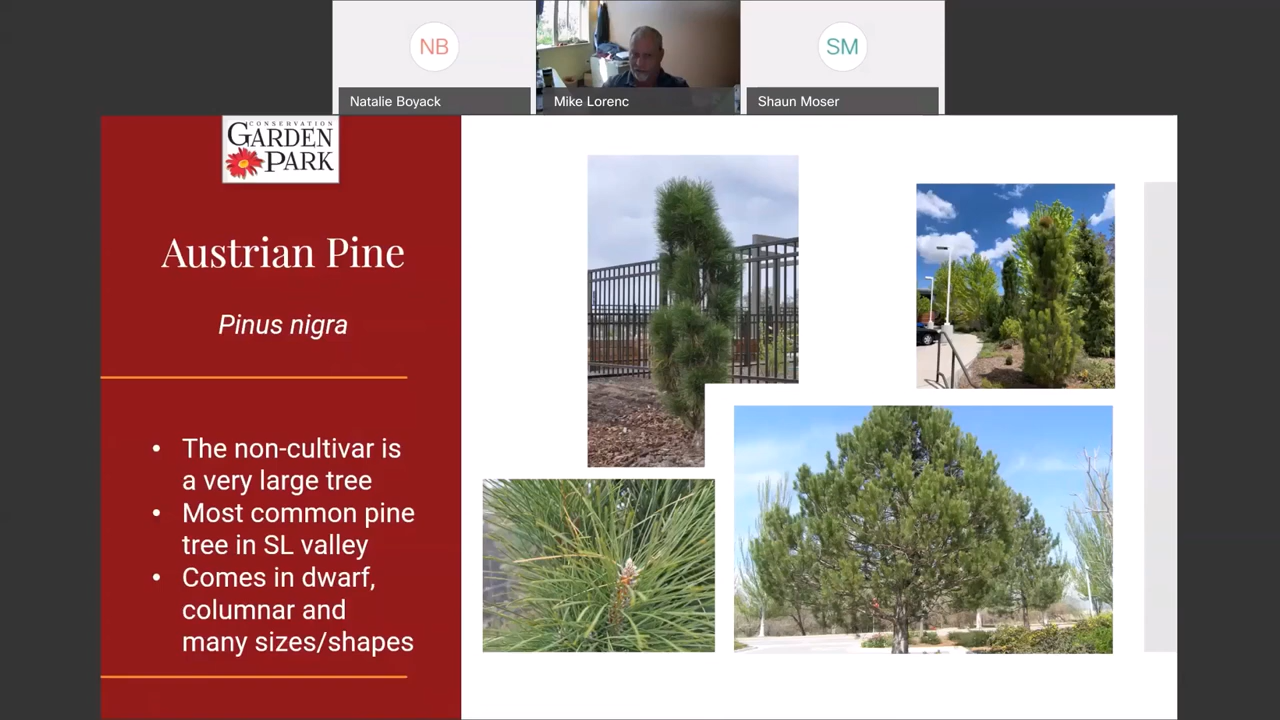 NB
SM
Natalie Boyack
Mike Lorenc
Shaun Moser
CONSERVATION
GARDEN
PARK
Austrian Pine
Pinus nigra
• The non-cultivar is
a very large tree
• Most common pine
tree in SL valley
• Comes in dwarf,
columnar and
many sizes/shapes